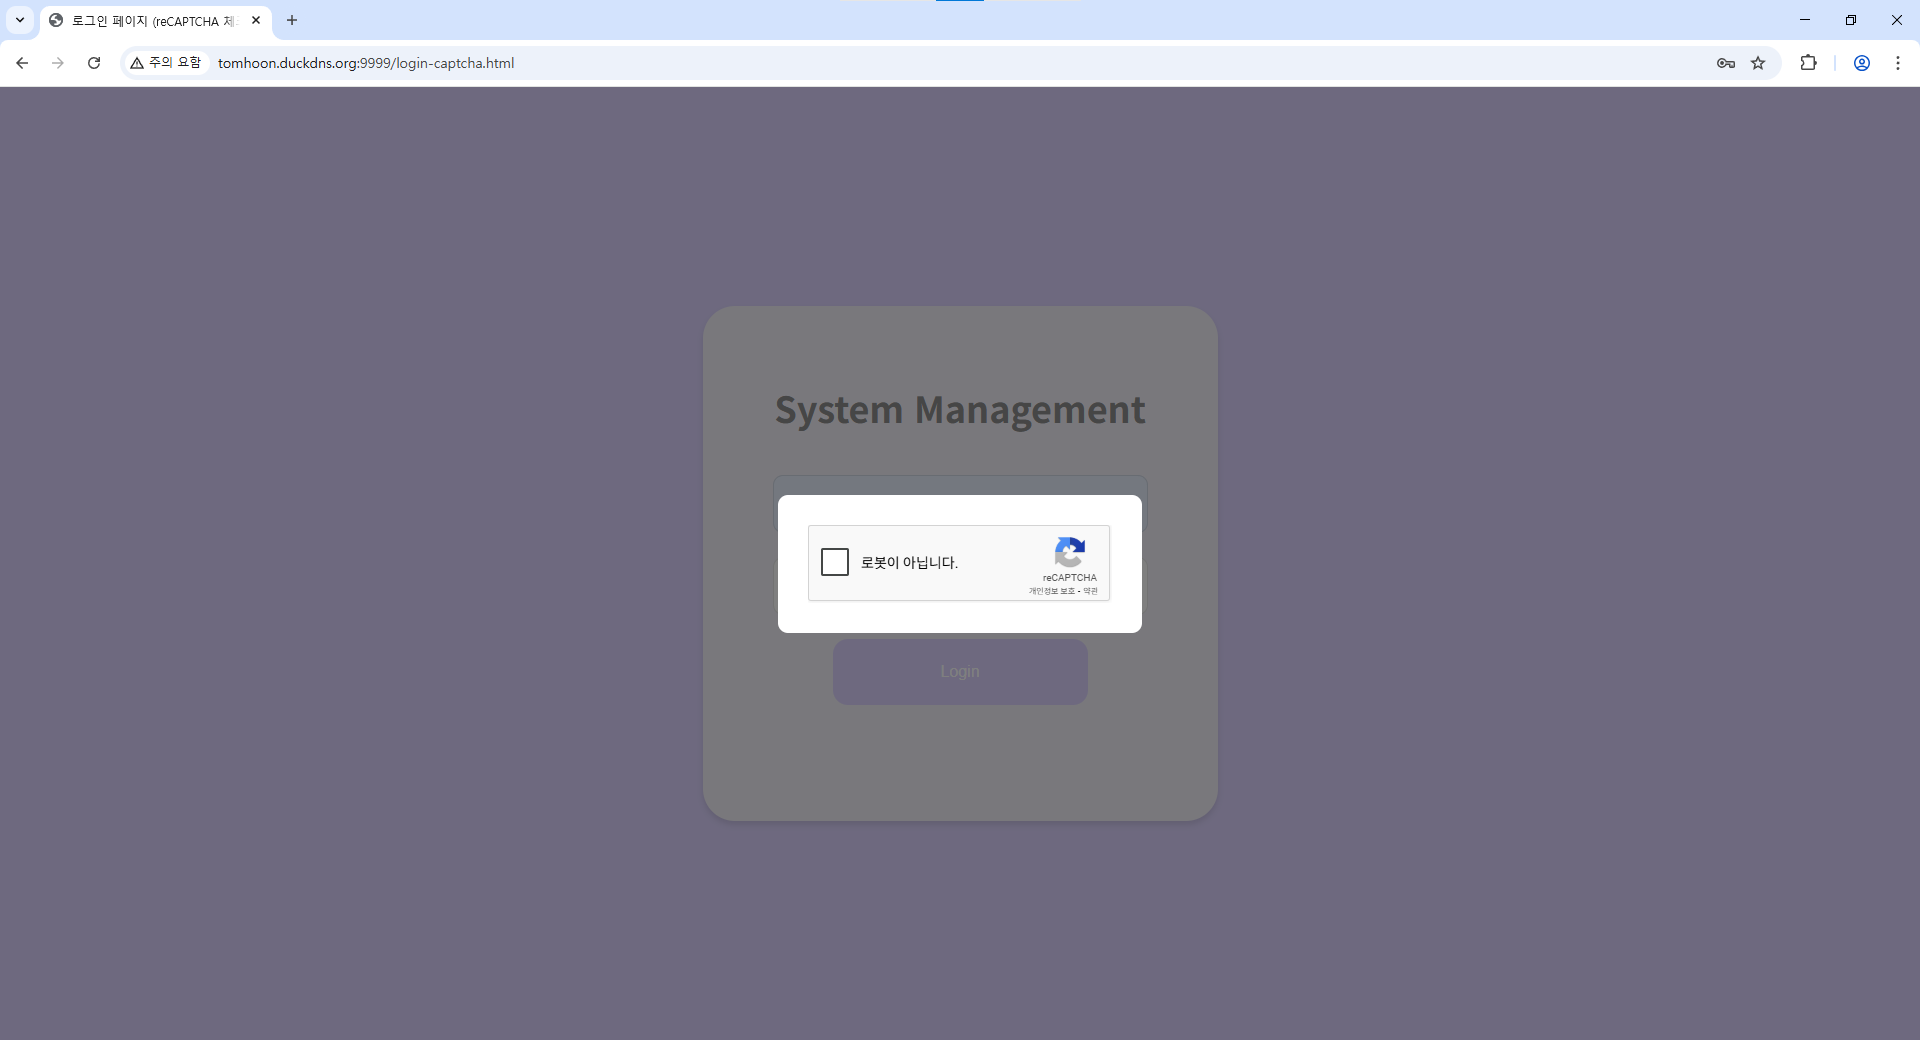 로그인 페이지 (reCAPTCHA 체
주의 요함
tomhoon.duckdns.org:9999/login-captcha.html
System Management
로봇이 아닙니다.
reCAPTCHA
개인정보 보호 - 약관
Login